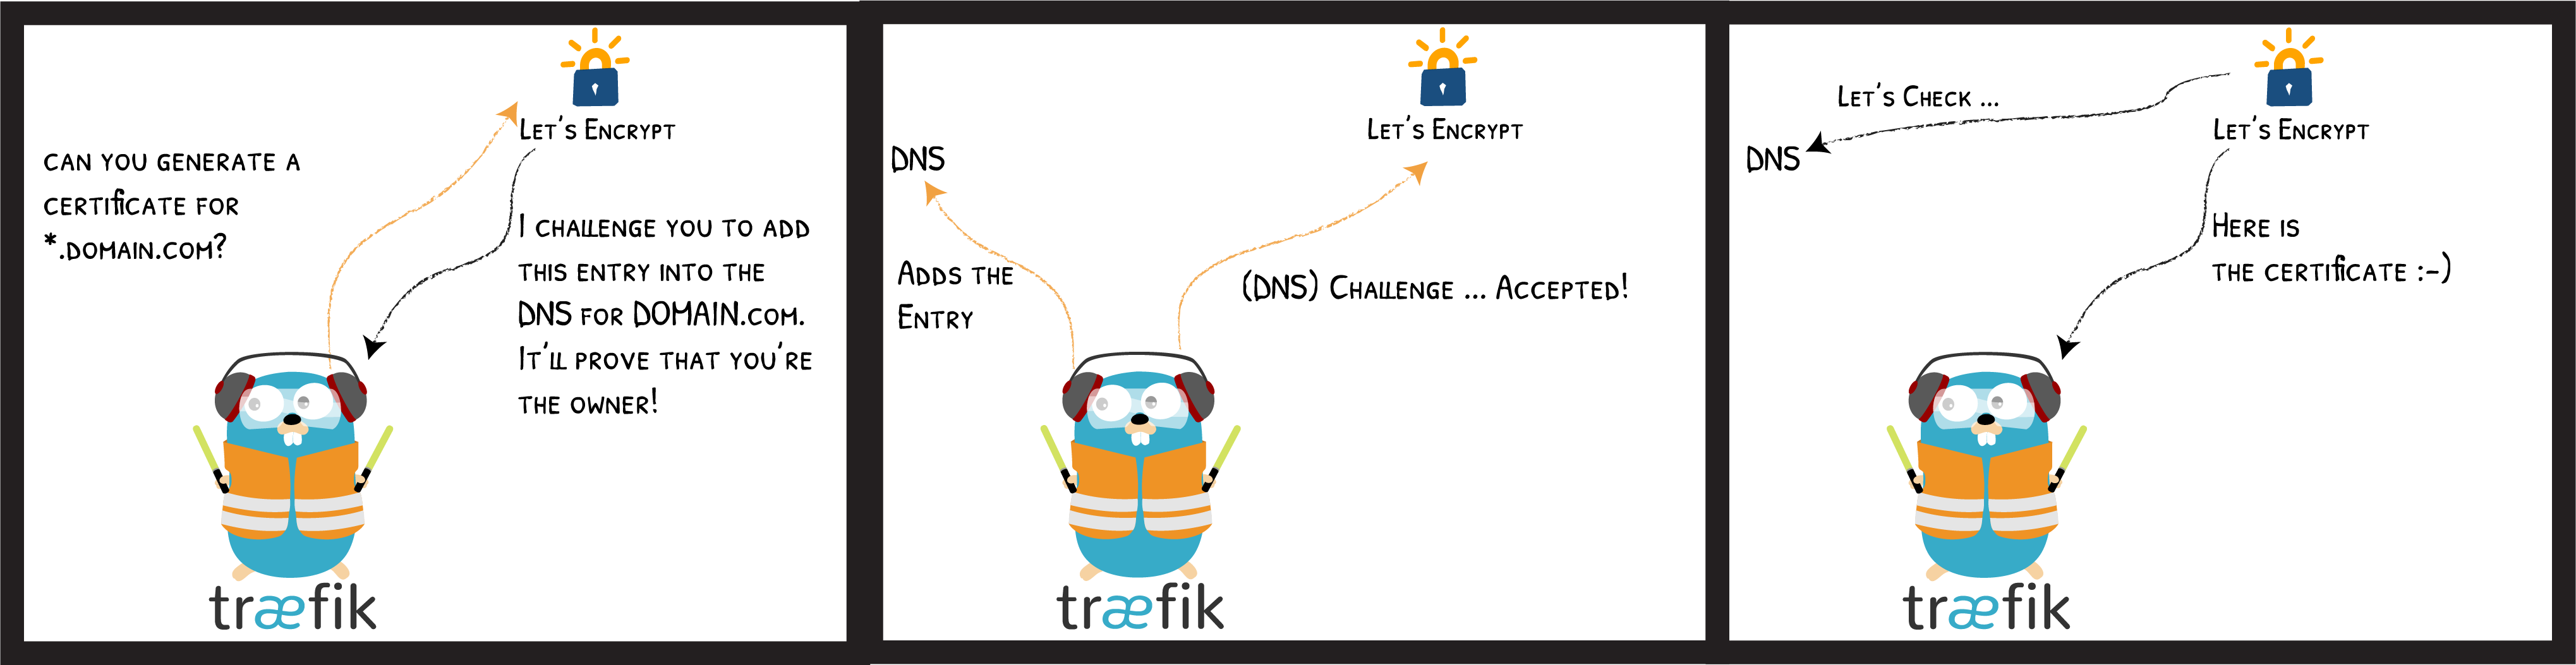 Let's Encrypt
can you generate a
certificate for
*.domain.com?
I challenge you to add
this entry into the
DNS for DOMAIN.com.
It'll prove that you're
the owner!
træfik
Let's Encrypt
DNS
Adds the
Entry
(DNS) Challenge ... Accepted!
træfik
Let's Check ...
Let's Encrypt
DNS
Here is
the certificate :-)
træfik